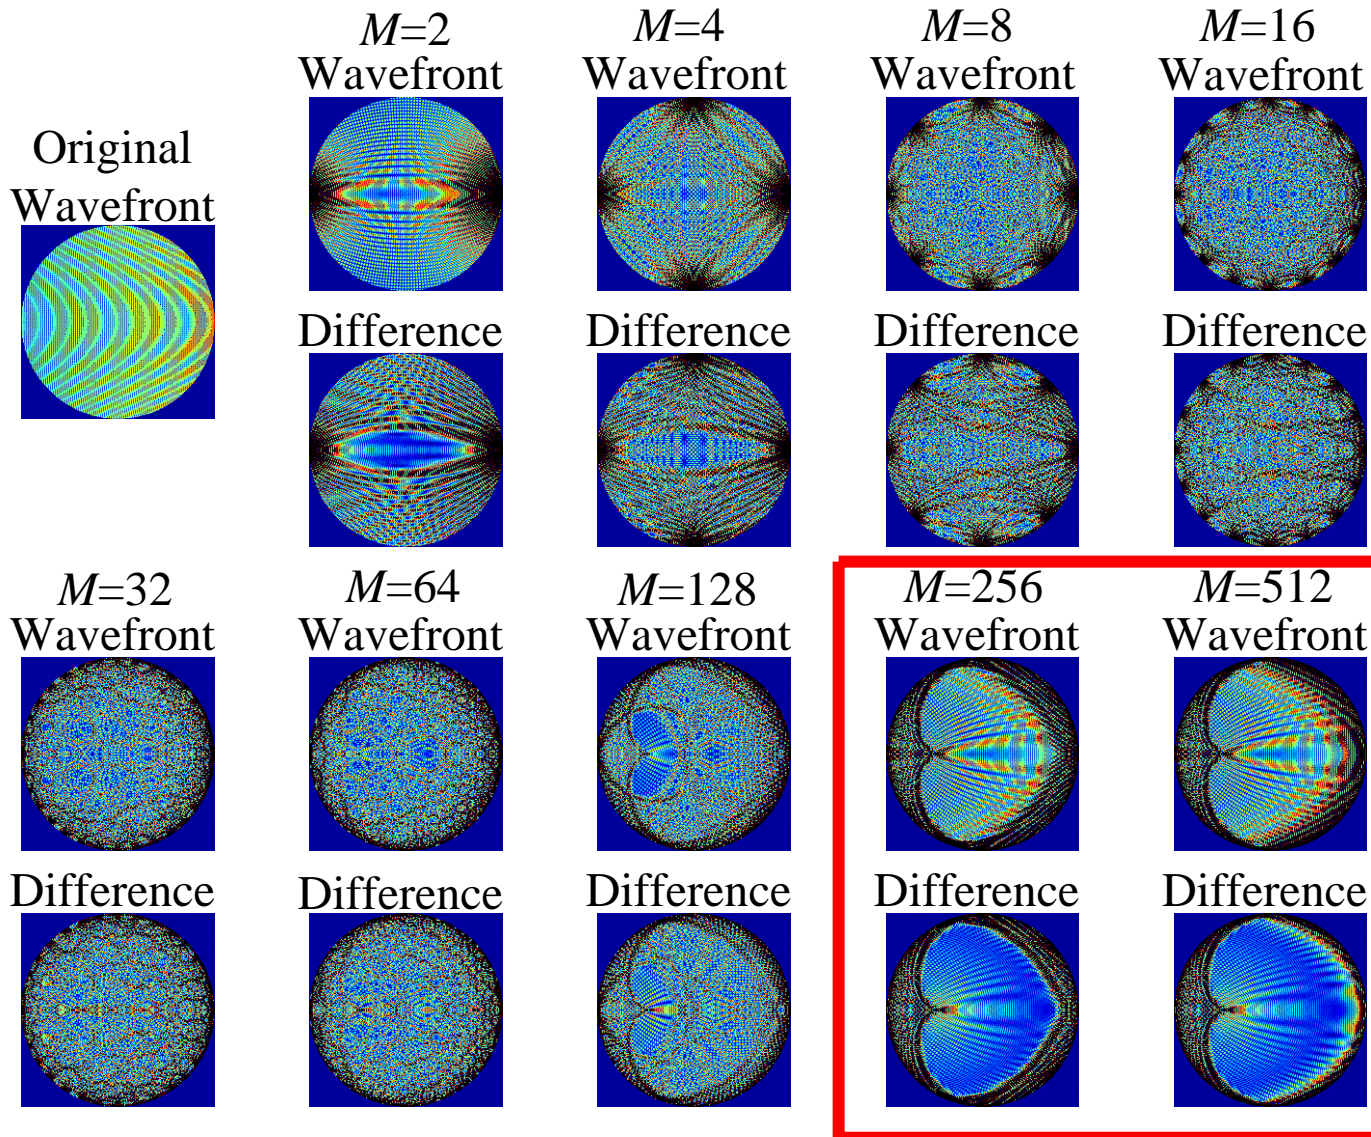 Original
Wavefront
M=2
Wavefront
Difference
M=4
Wavefront
Difference
M=8
Wavefront
Difference
M=16
Wavefront
Difference
M=32
Wavefront
Difference
M=64
Wavefront
Difference
M=128
Wavefront
Difference
M=256
Wavefront
Difference
M=512
Wavefront
Difference